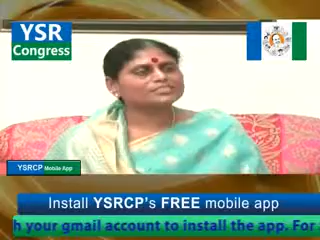 YSR
Congress
YSRCP Mobile App
Install YSRCP's FREE mobile app
h your gmail account to install the app. For